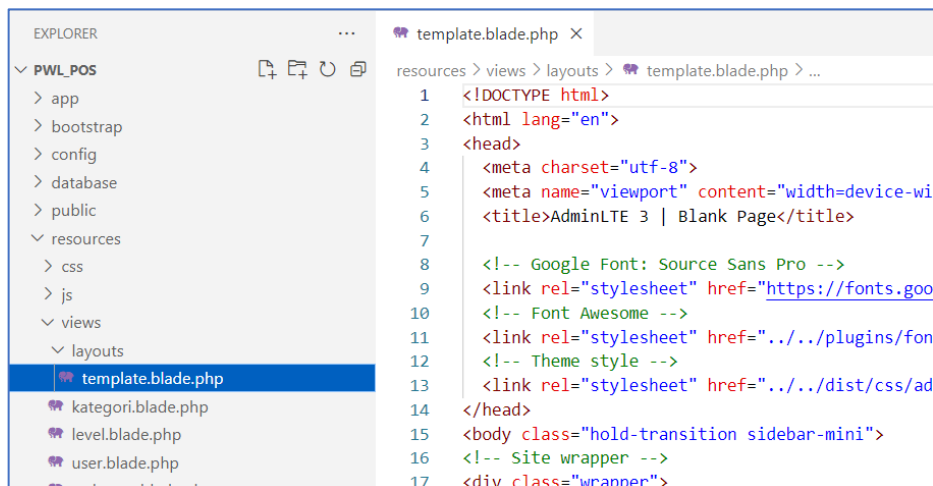 EXPLORER ...
PWL_POS
app
bootstrap
config
database
public
resources
css
js
views
layouts
template.blade.php
kategori.blade.php
level.blade.php
user.blade.php
template.blade.php ×
resources > views > layouts > template.blade.php > ...
1 <!DOCTYPE html>
2 <html lang="en">
3 <head>
4 <meta charset="utf-8">
5 <meta name="viewport" content="width=device-wi
6 <title>AdminLTE 3 | Blank Page</title>
7
8 <!-- Google Font: Source Sans Pro -->
9 <link rel="stylesheet" href="https://fonts.goo
10 <!-- Font Awesome -->
11 <link rel="stylesheet" href="../../plugins/fon
12 <!-- Theme style -->
13 <link rel="stylesheet" href="../../dist/css/ad
14 </head>
15 <body class="hold-transition sidebar-mini">
16 <!-- Site wrapper -->
17 <div class="wrapper">